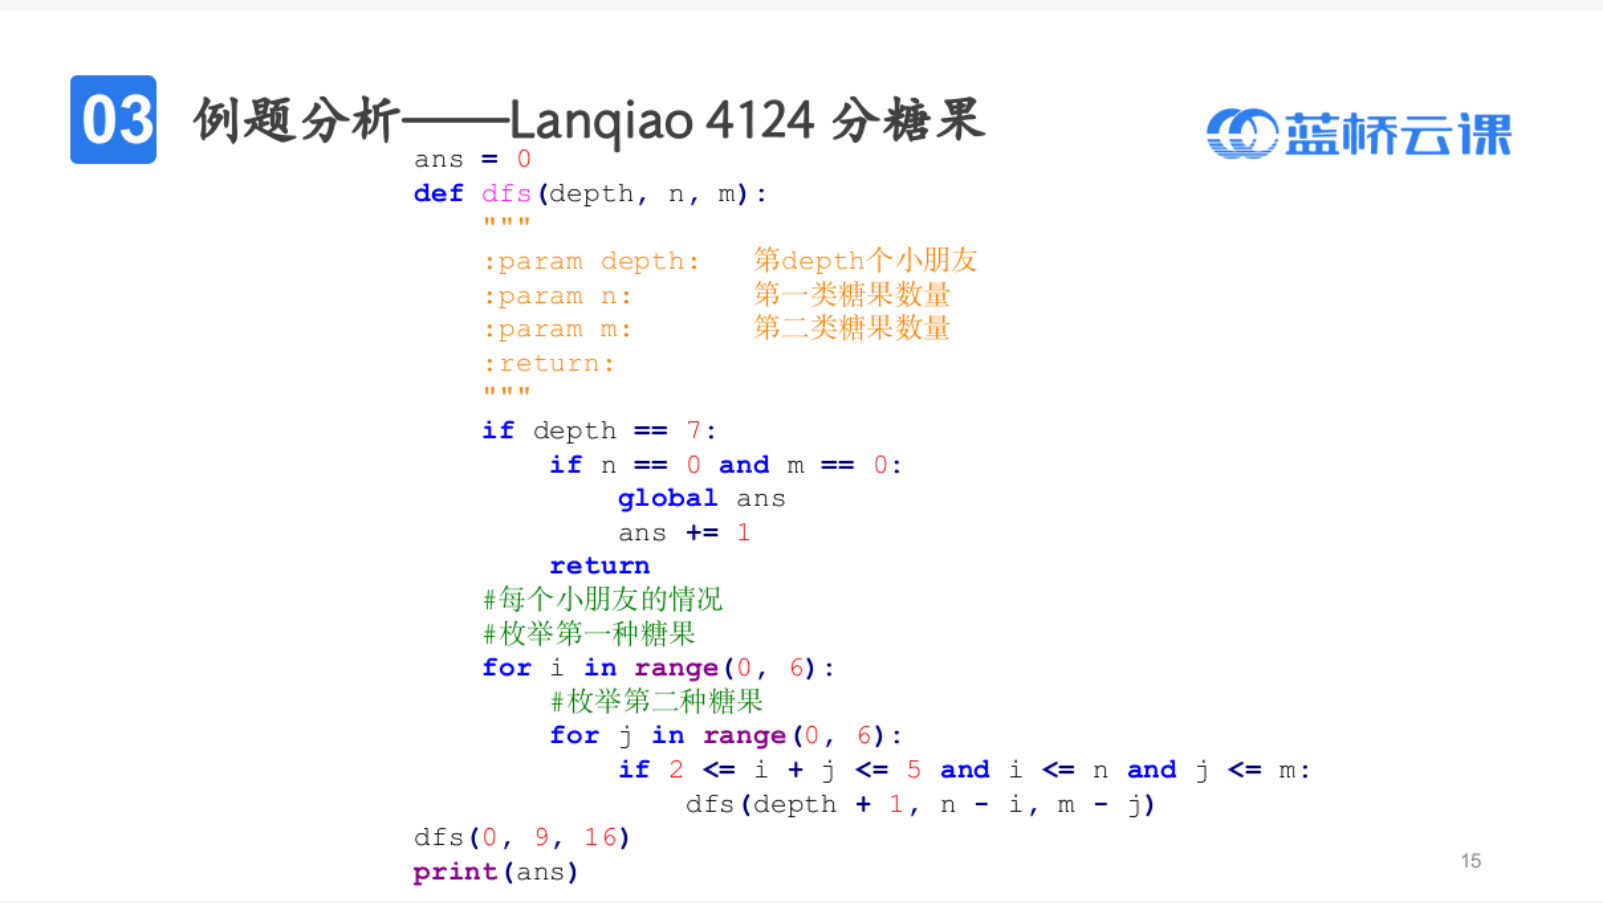 03 例题分析——Lanqiao 4124 分糖果
蓝桥云课
ans = 0
def dfs(depth, n, m):
    """
    :param depth:   第depth个小朋友
    :param n:       第一类糖果数量
    :param m:       第二类糖果数量
    :return:
    """
    if depth == 7:
        if n == 0 and m == 0:
            global ans
            ans += 1
        return
    #每个小朋友的情况
    #枚举第一种糖果
    for i in range(0, 6):
        #枚举第二种糖果
        for j in range(0, 6):
            if 2 <= i + j <= 5 and i <= n and j <= m:
                dfs(depth + 1, n - i, m - j)
dfs(0, 9, 16)
print(ans)
15